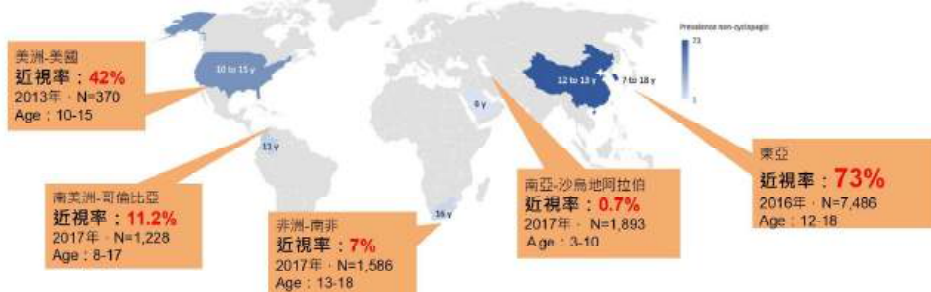 Prevalence non-cycloplegic
73
1
美洲-美國
近視率：42%
2013年，N=370
Age：10-15
10 to 15 y
12 to 13 y
7 to 18 y
6 y
13 y
16 y
南美洲-哥倫比亞
近視率：11.2%
2017年，N=1,228
Age：8-17
非洲-南非
近視率：7%
2017年，N=1,586
Age：13-18
南亞-沙烏地阿拉伯
近視率：0.7%
2017年，N=1,893
Age：3-10
東亞
近視率：73%
2016年，N=7,486
Age：12-18